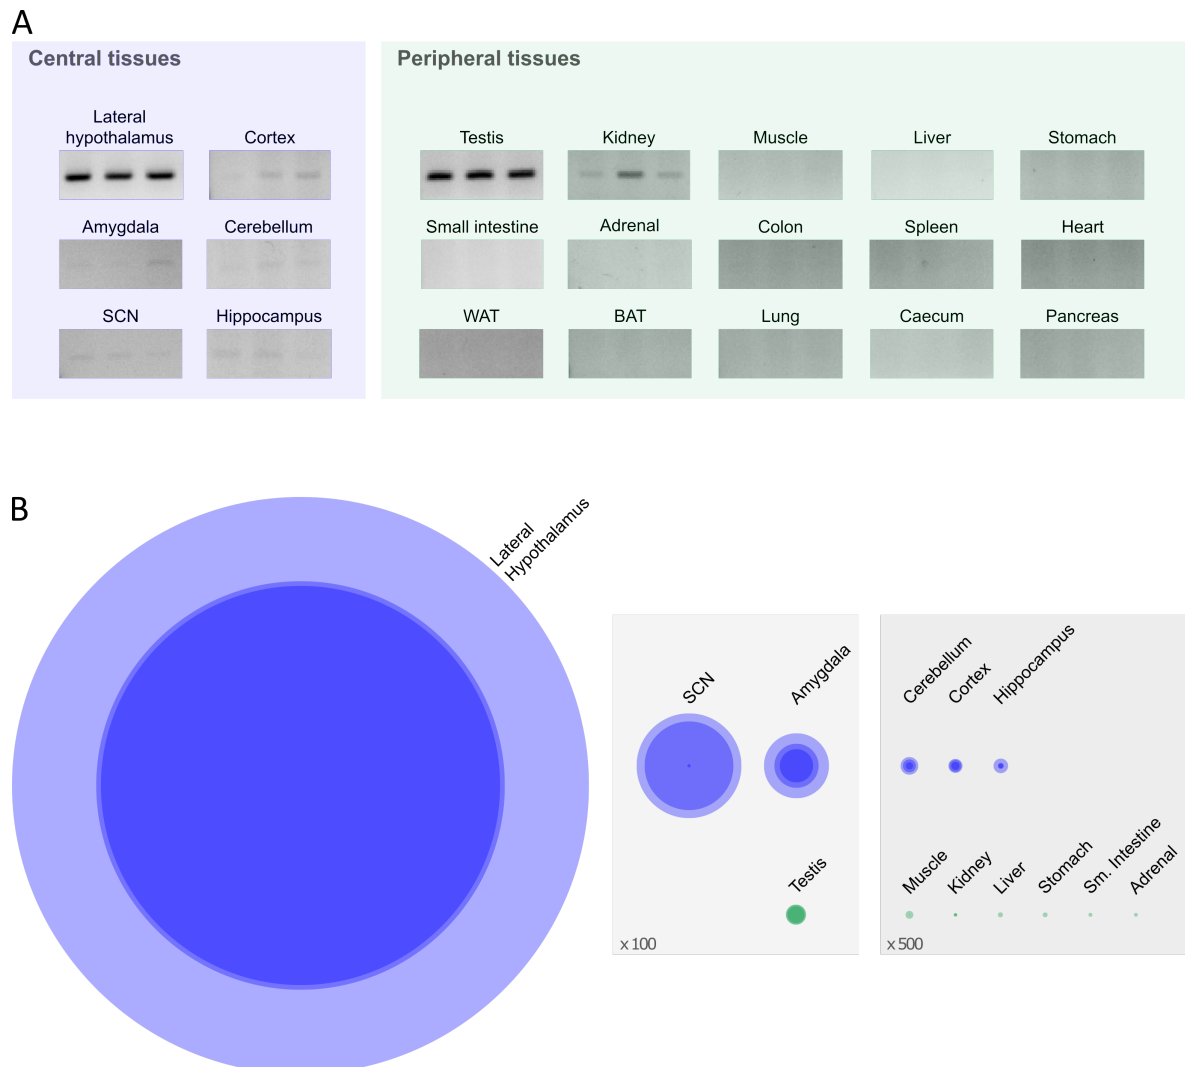 A
Central tissues
Peripheral tissues
Lateral
hypothalamus
Cortex
Testis
Kidney
Muscle
Liver
Stomach
Amygdala
Cerebellum
Small intestine
Adrenal
Colon
Spleen
Heart
SCN
Hippocampus
WAT
BAT
Lung
Caecum
Pancreas
B
Lateral
Hypothalamus
SCN
Amygdala
Testis
x 100
Cerebellum
Cortex
Hippocampus
Muscle
Kidney
Liver
Stomach
Sm. Intestine
Adrenal
x 500